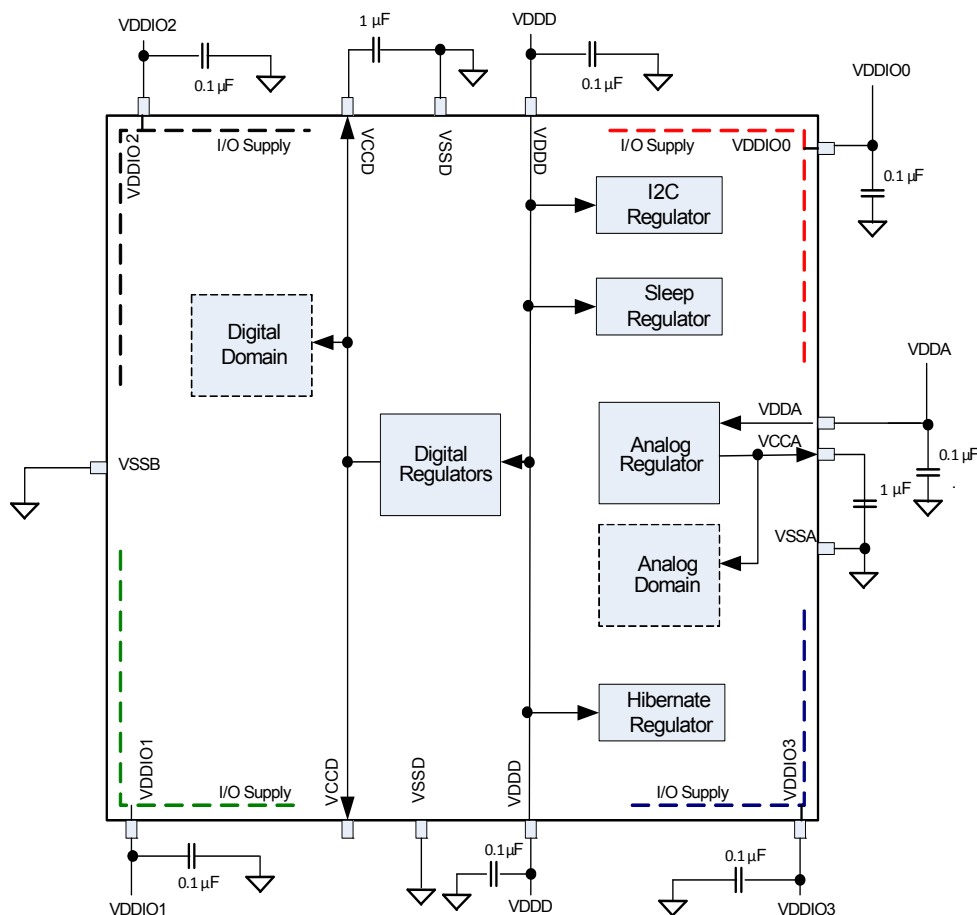 VDDIO2
1 µF
VDDD
0.1 µF
0.1 µF
VDDIO0
0.1 µF
VDDIO2
I/O Supply
VCCD
VSSD
VDDD
I/O Supply
VDDIO0
I2C
Regulator
Sleep
Regulator
Digital
Domain
VDDA
VDDA
Analog
Regulator
VCCA
0.1 µF
Digital
Regulators
VSSB
1 µF
VSSA
Analog
Domain
Hibernate
Regulator
VDDIO1
I/O Supply
VCCD
VSSD
VDDD
I/O Supply
VDDIO3
0.1 µF
0.1 µF
0.1 µF
VDDIO1
VDDD
VDDIO3